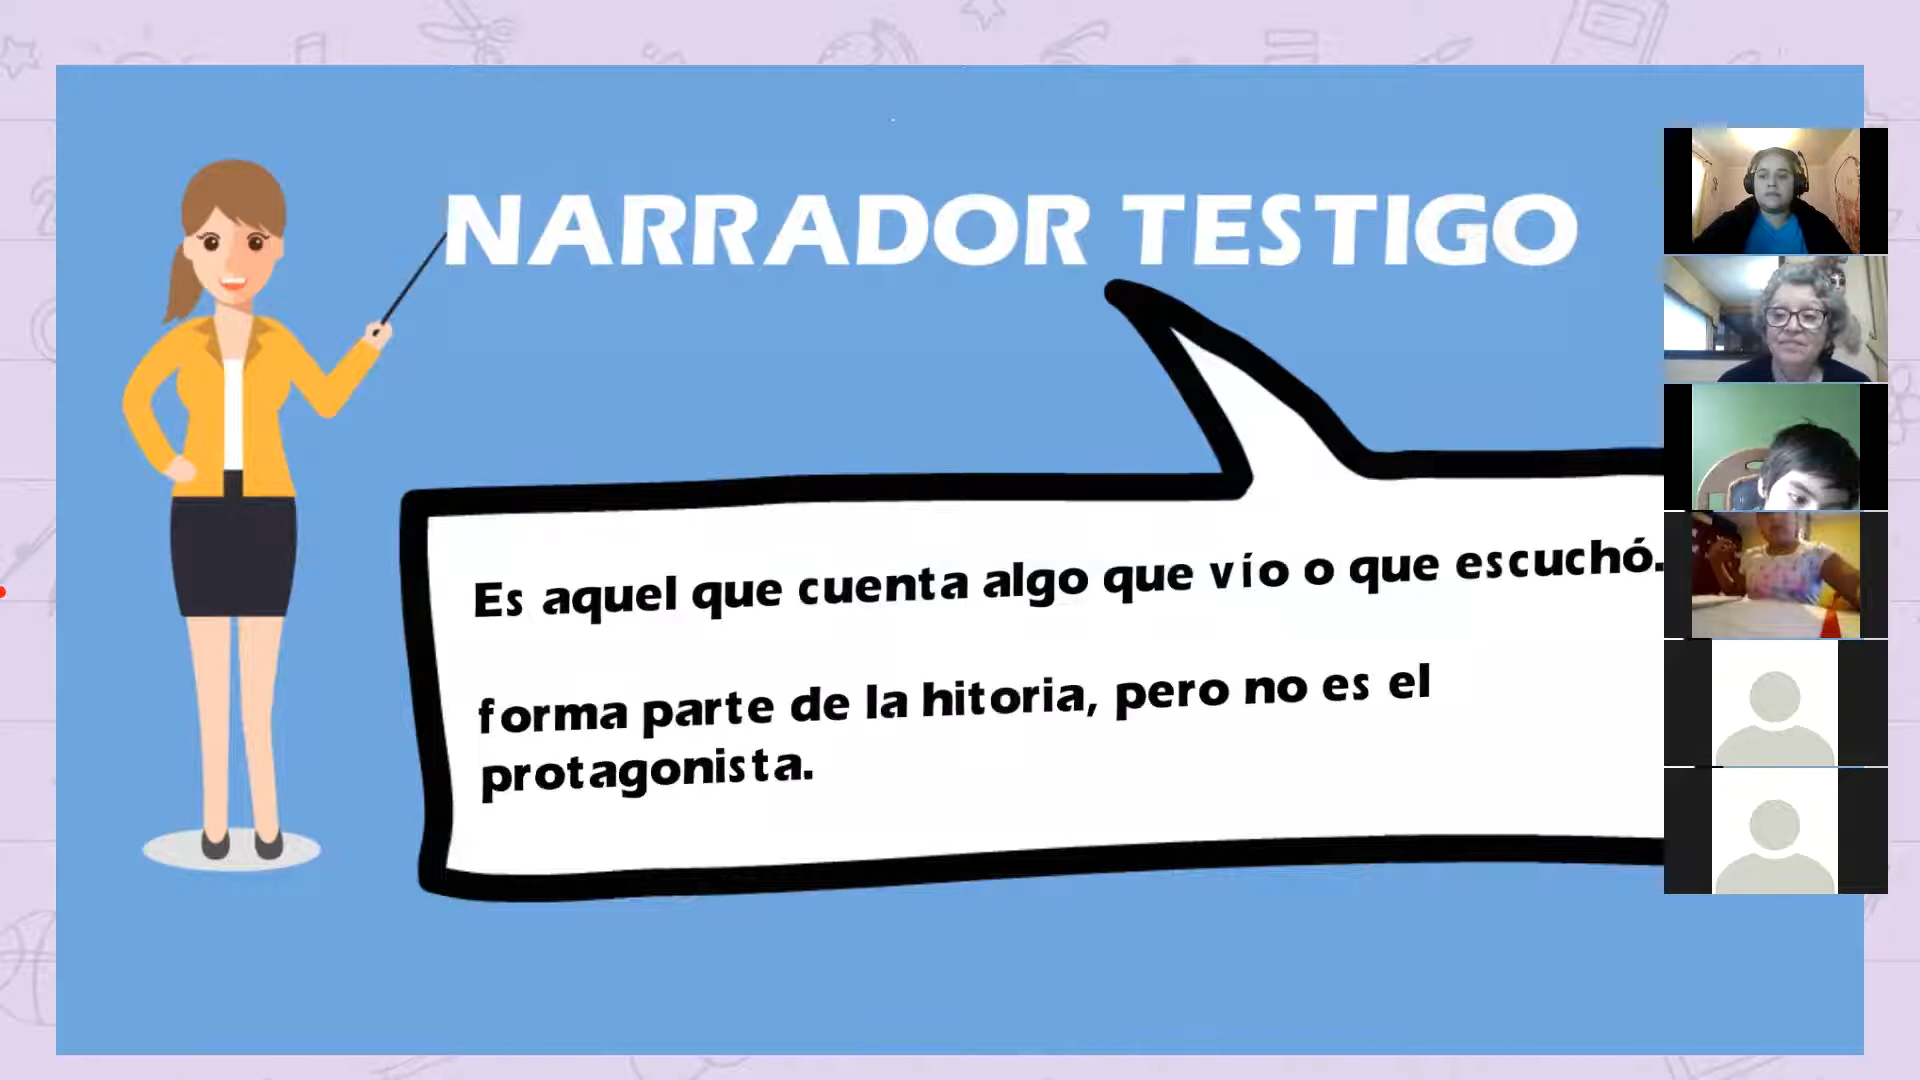 NARRADOR TESTIGO
Es aquel que cuenta algo que vío o que escuchó.
forma parte de la hitoria, pero no es el
protagonista.